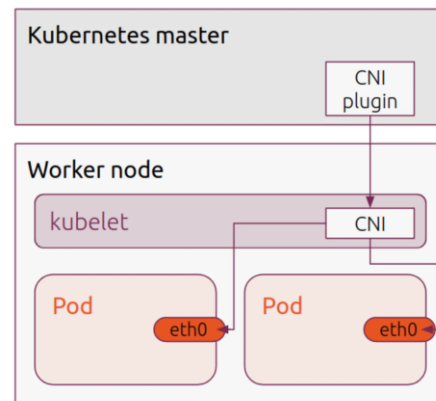 Kubernetes master
CNI
plugin
Worker node
kubelet
CNI
Pod
eth0
Pod
eth0